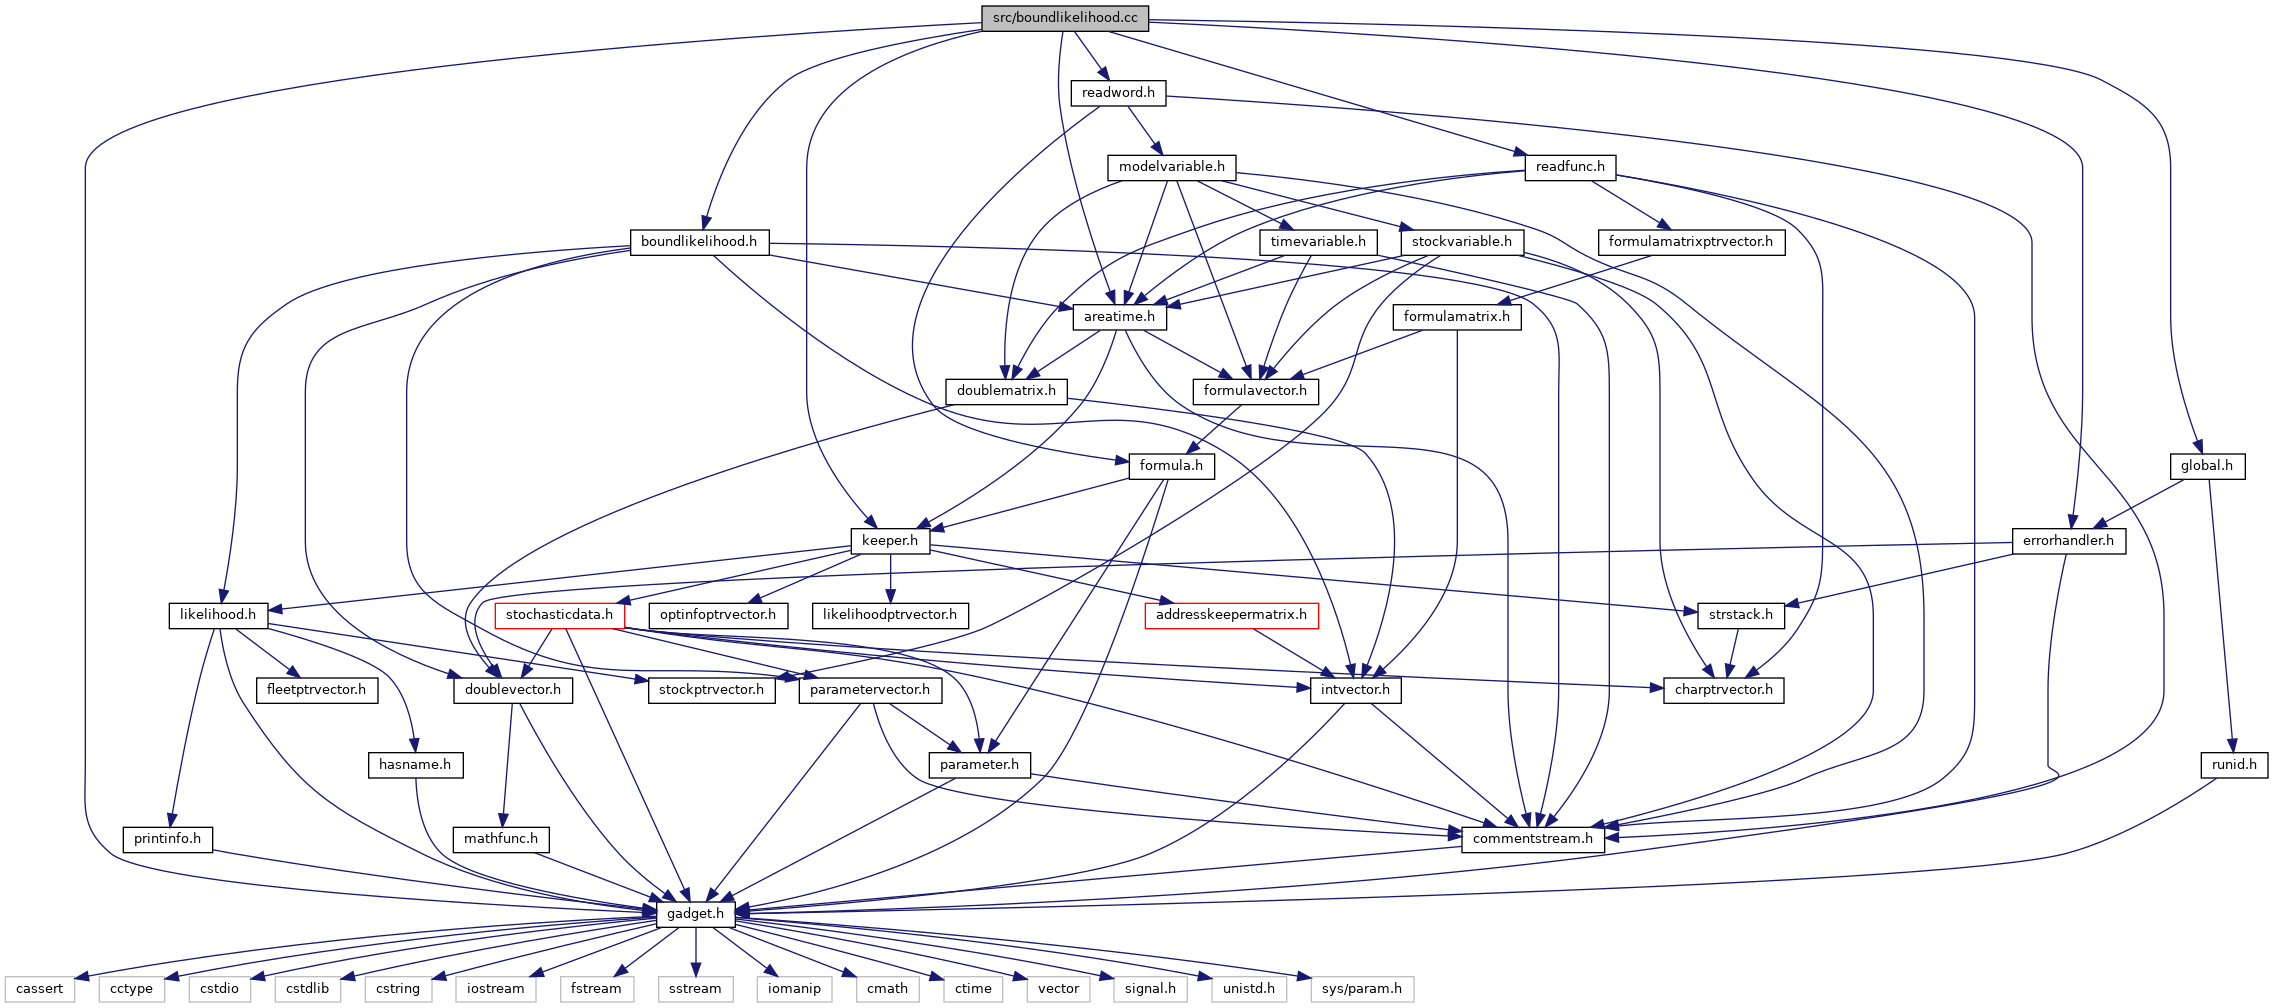 src/boundlikelihood.cc
readword.h
modelvariable.h
readfunc.h
boundlikelihood.h
timevariable.h
stockvariable.h
formulamatrixptrvector.h
areatime.h
formulamatrix.h
doublematrix.h
formulavector.h
formula.h
global.h
keeper.h
errorhandler.h
likelihood.h
stochasticdata.h
optinfoptrvector.h
likelihoodptrvector.h
addresskeepermatrix.h
strstack.h
fleetptrvector.h
doublevector.h
stockptrvector.h
parametervector.h
intvector.h
charptrvector.h
hasname.h
parameter.h
runid.h
printinfo.h
mathfunc.h
commentstream.h
gadget.h
cassert
cctype
cstdio
cstdlib
cstring
iostream
fstream
sstream
iomanip
cmath
ctime
vector
signal.h
unistd.h
sys/param.h